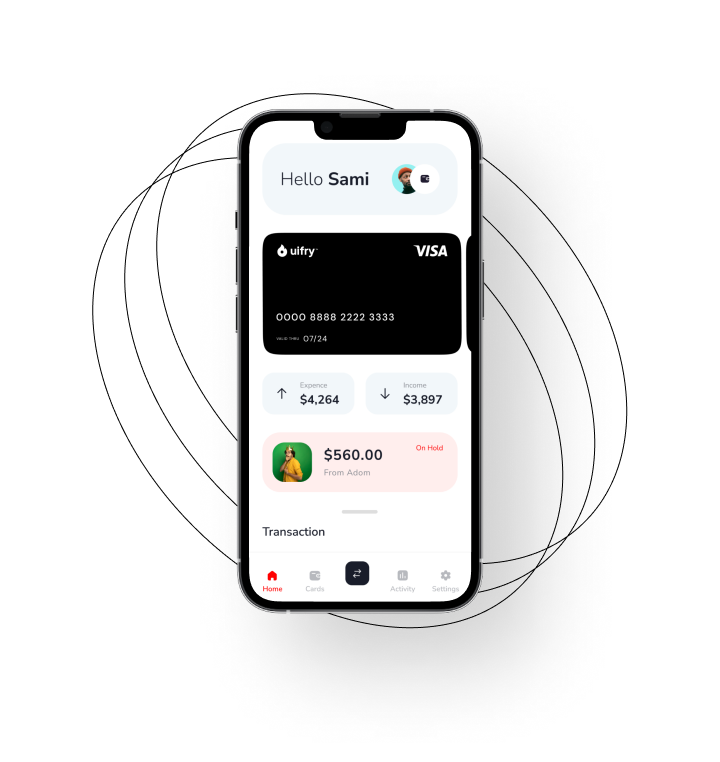 Hello Sami
uifry
VISA
0000 8888 2222 3333
VALID THRU 07/24
Expence
$4,264
Income
$3,897
$560.00
On Hold
From Adom
Transaction
Home
Cards
Activity
Settings